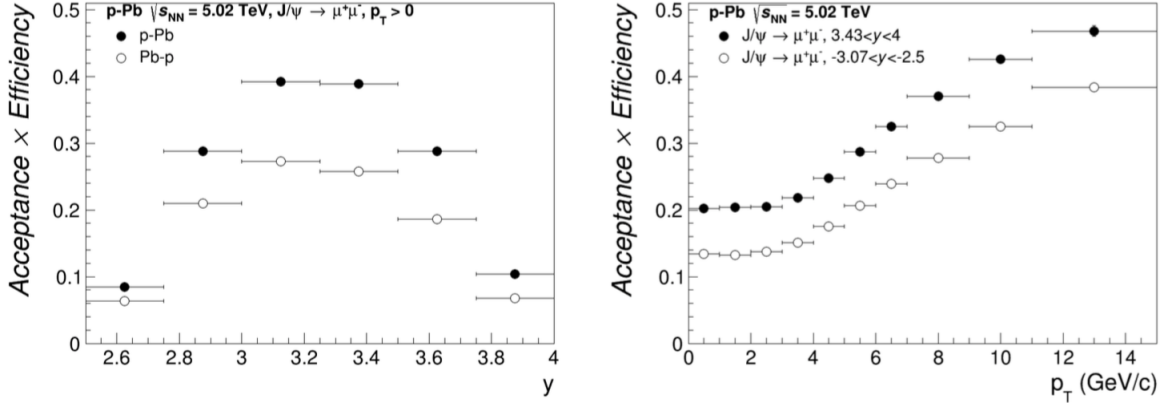 p-Pb √sNN = 5.02 TeV, J/ψ → μ⁺μ⁻, pT > 0
p-Pb
Pb-p
Acceptance × Efficiency
0.5
0.4
0.3
0.2
0.1
0
2.6 2.8 3 3.2 3.4 3.6 3.8 4
y
p-Pb √sNN = 5.02 TeV
J/ψ → μ⁺μ⁻, 3.43<y<4
J/ψ → μ⁺μ⁻, -3.07<y<-2.5
Acceptance × Efficiency
0.5
0.4
0.3
0.2
0.1
0
0 2 4 6 8 10 12 14
pT (GeV/c)